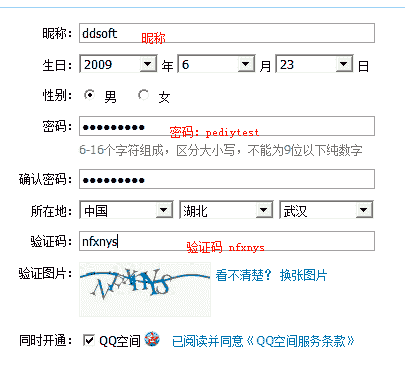 昵称: ddsoft 昵称
生日: 2009 年 6 月 23 日
性别: 男 女
密码: ●●●●●●●●● 密码: pediytest
6-16个字符组成，区分大小写，不能为9位以下纯数字
确认密码: ●●●●●●●●●
所在地: 中国 湖北 武汉
验证码: nfxnys 验证码 nfxnys
验证图片: NFXNYS 看不清楚？ 换张图片
同时开通: QQ空间 已阅读并同意《QQ空间服务条款》